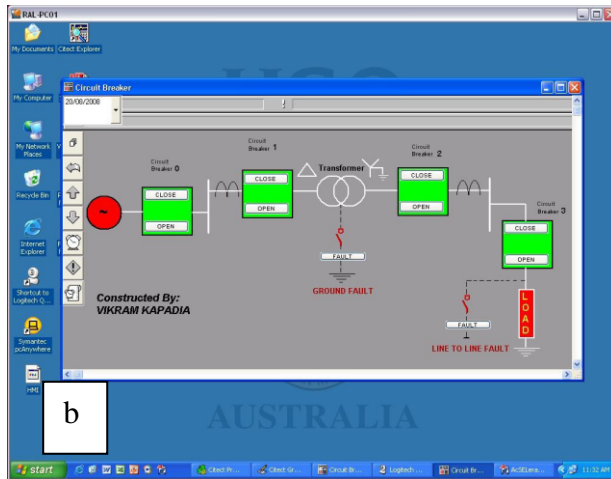 RAL-PC01
My Documents
Citect Explorer
My Computer
My Network
Places
Recycle Bin
Internet
Explorer
Shortcut to
Logitech Q...
Symantec
pcAnywhere
HMI
Circuit Breaker
20/08/2008
Circuit
Breaker 0
CLOSE
OPEN
Circuit
Breaker 1
CLOSE
OPEN
Transformer
FAULT
GROUND FAULT
Circuit
Breaker 2
CLOSE
OPEN
Circuit
Breaker 3
CLOSE
OPEN
FAULT
LINE TO LINE FAULT
LOAD
Constructed By:
VIKRAM KAPADIA
b
AUSTRALIA
start
Citect Pr...
Citect Gr...
Circuit Br...
Logitech ...
Circuit Br...
AcSELera...
11:32 AM